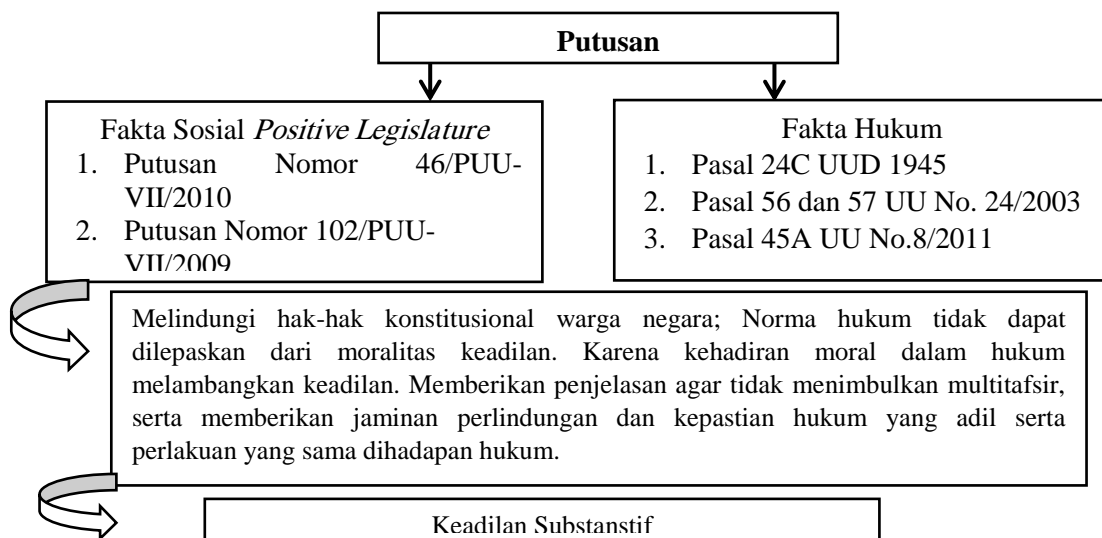 Putusan
Fakta Sosial Positive Legislature
1. Putusan Nomor 46/PUU-
VII/2010
2. Putusan Nomor 102/PUU-
VII/2009
Fakta Hukum
1. Pasal 24C UUD 1945
2. Pasal 56 dan 57 UU No. 24/2003
3. Pasal 45A UU No.8/2011
Melindungi hak-hak konstitusional warga negara; Norma hukum tidak dapat
dilepaskan dari moralitas keadilan. Karena kehadiran moral dalam hukum
melambangkan keadilan. Memberikan penjelasan agar tidak menimbulkan multitafsir,
serta memberikan jaminan perlindungan dan kepastian hukum yang adil serta
perlakuan yang sama dihadapan hukum.
Keadilan Substanstif